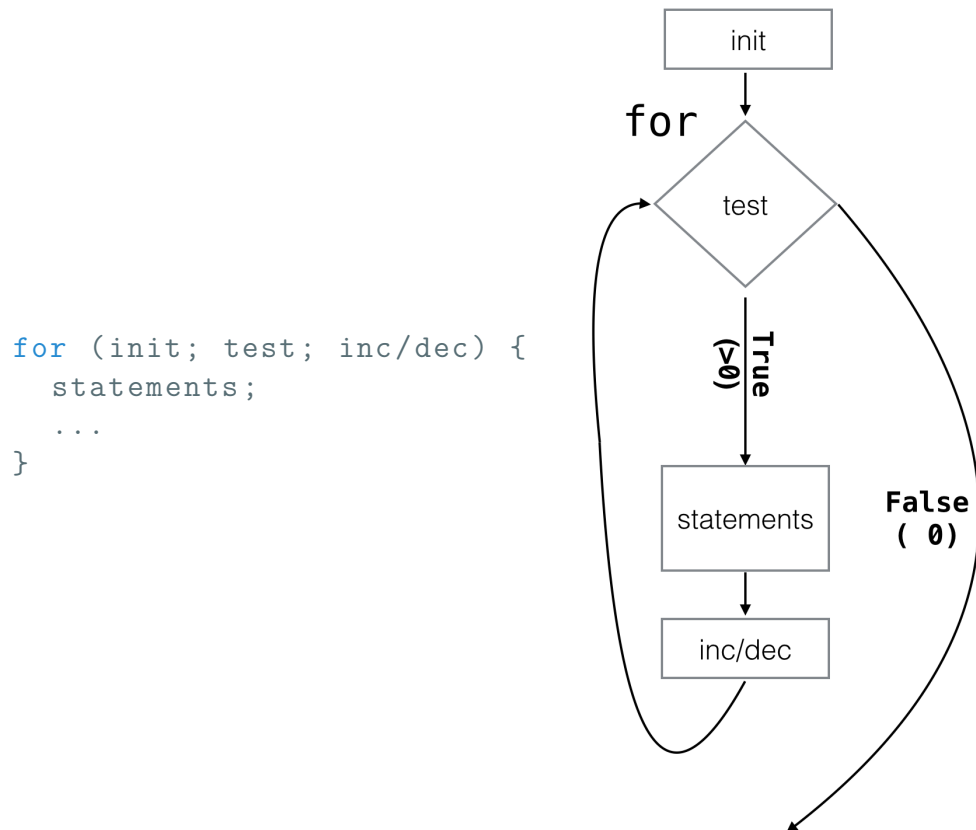 for (init; test; inc/dec) {
statements;
...
}
init
for
test
True
(>0)
False
( 0)
statements
inc/dec